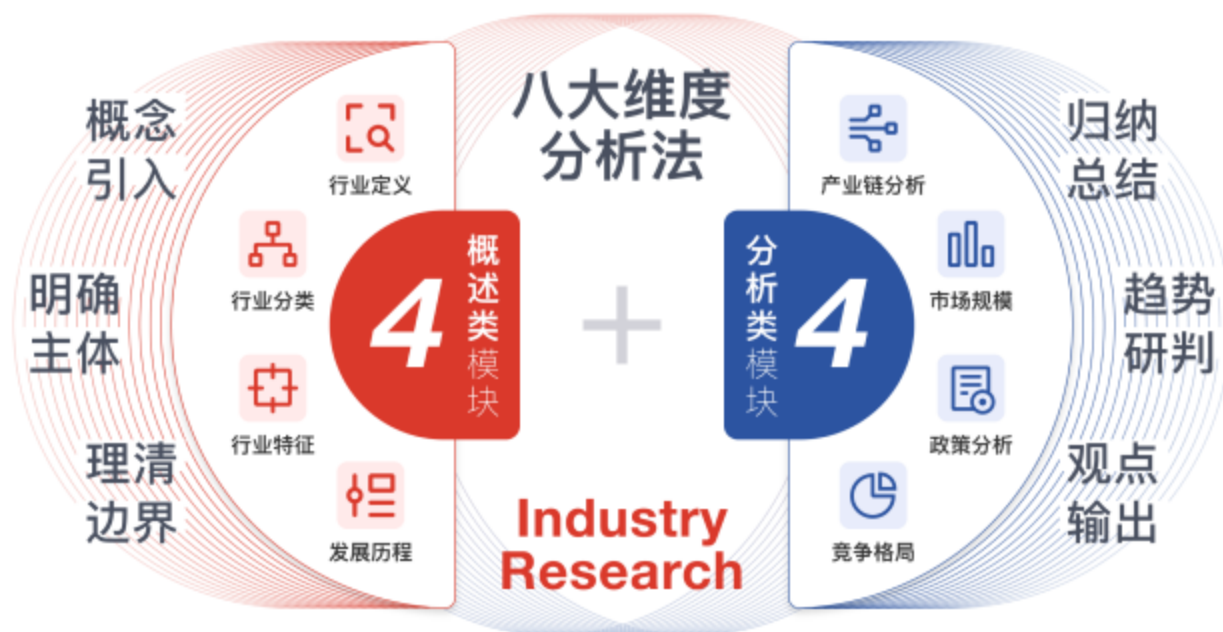 概念
引入
明确
主体
理清
边界
行业定义
行业分类
行业特征
发展历程
4
概述类模块
八大维度
分析法
Industry
Research
分析类模块
4
产业链分析
市场规模
政策分析
竞争格局
归纳
总结
趋势
研判
观点
输出